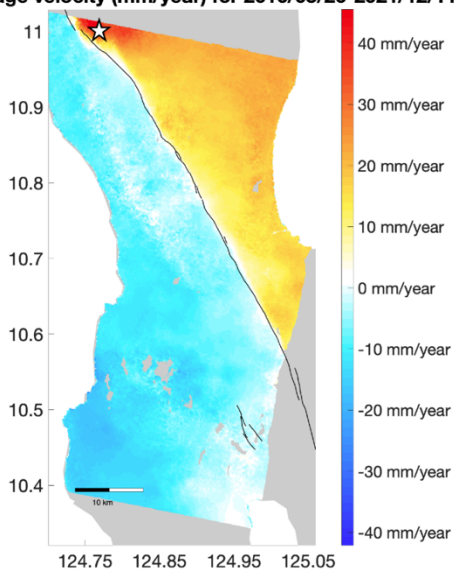 velocity (mm/year) for
11
10.9
10.8
10.7
10.6
10.5
10.4
10 km
124.75 124.85 124.95 125.05
40 mm/year
30 mm/year
20 mm/year
10 mm/year
0 mm/year
-10 mm/year
-20 mm/year
-30 mm/year
-40 mm/year